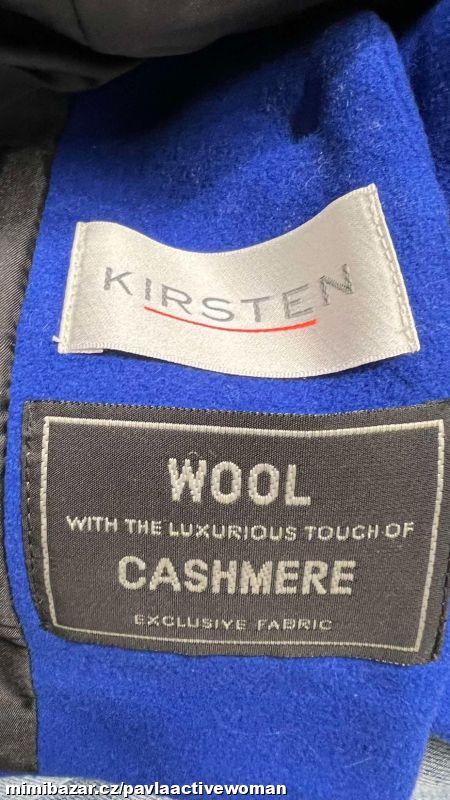 KIRSTEN
WOOL
WITH THE LUXURIOUS TOUCH OF
CASHMERE
EXCLUSIVE FABRIC
mimibazar.cz/pavlaactivewoman